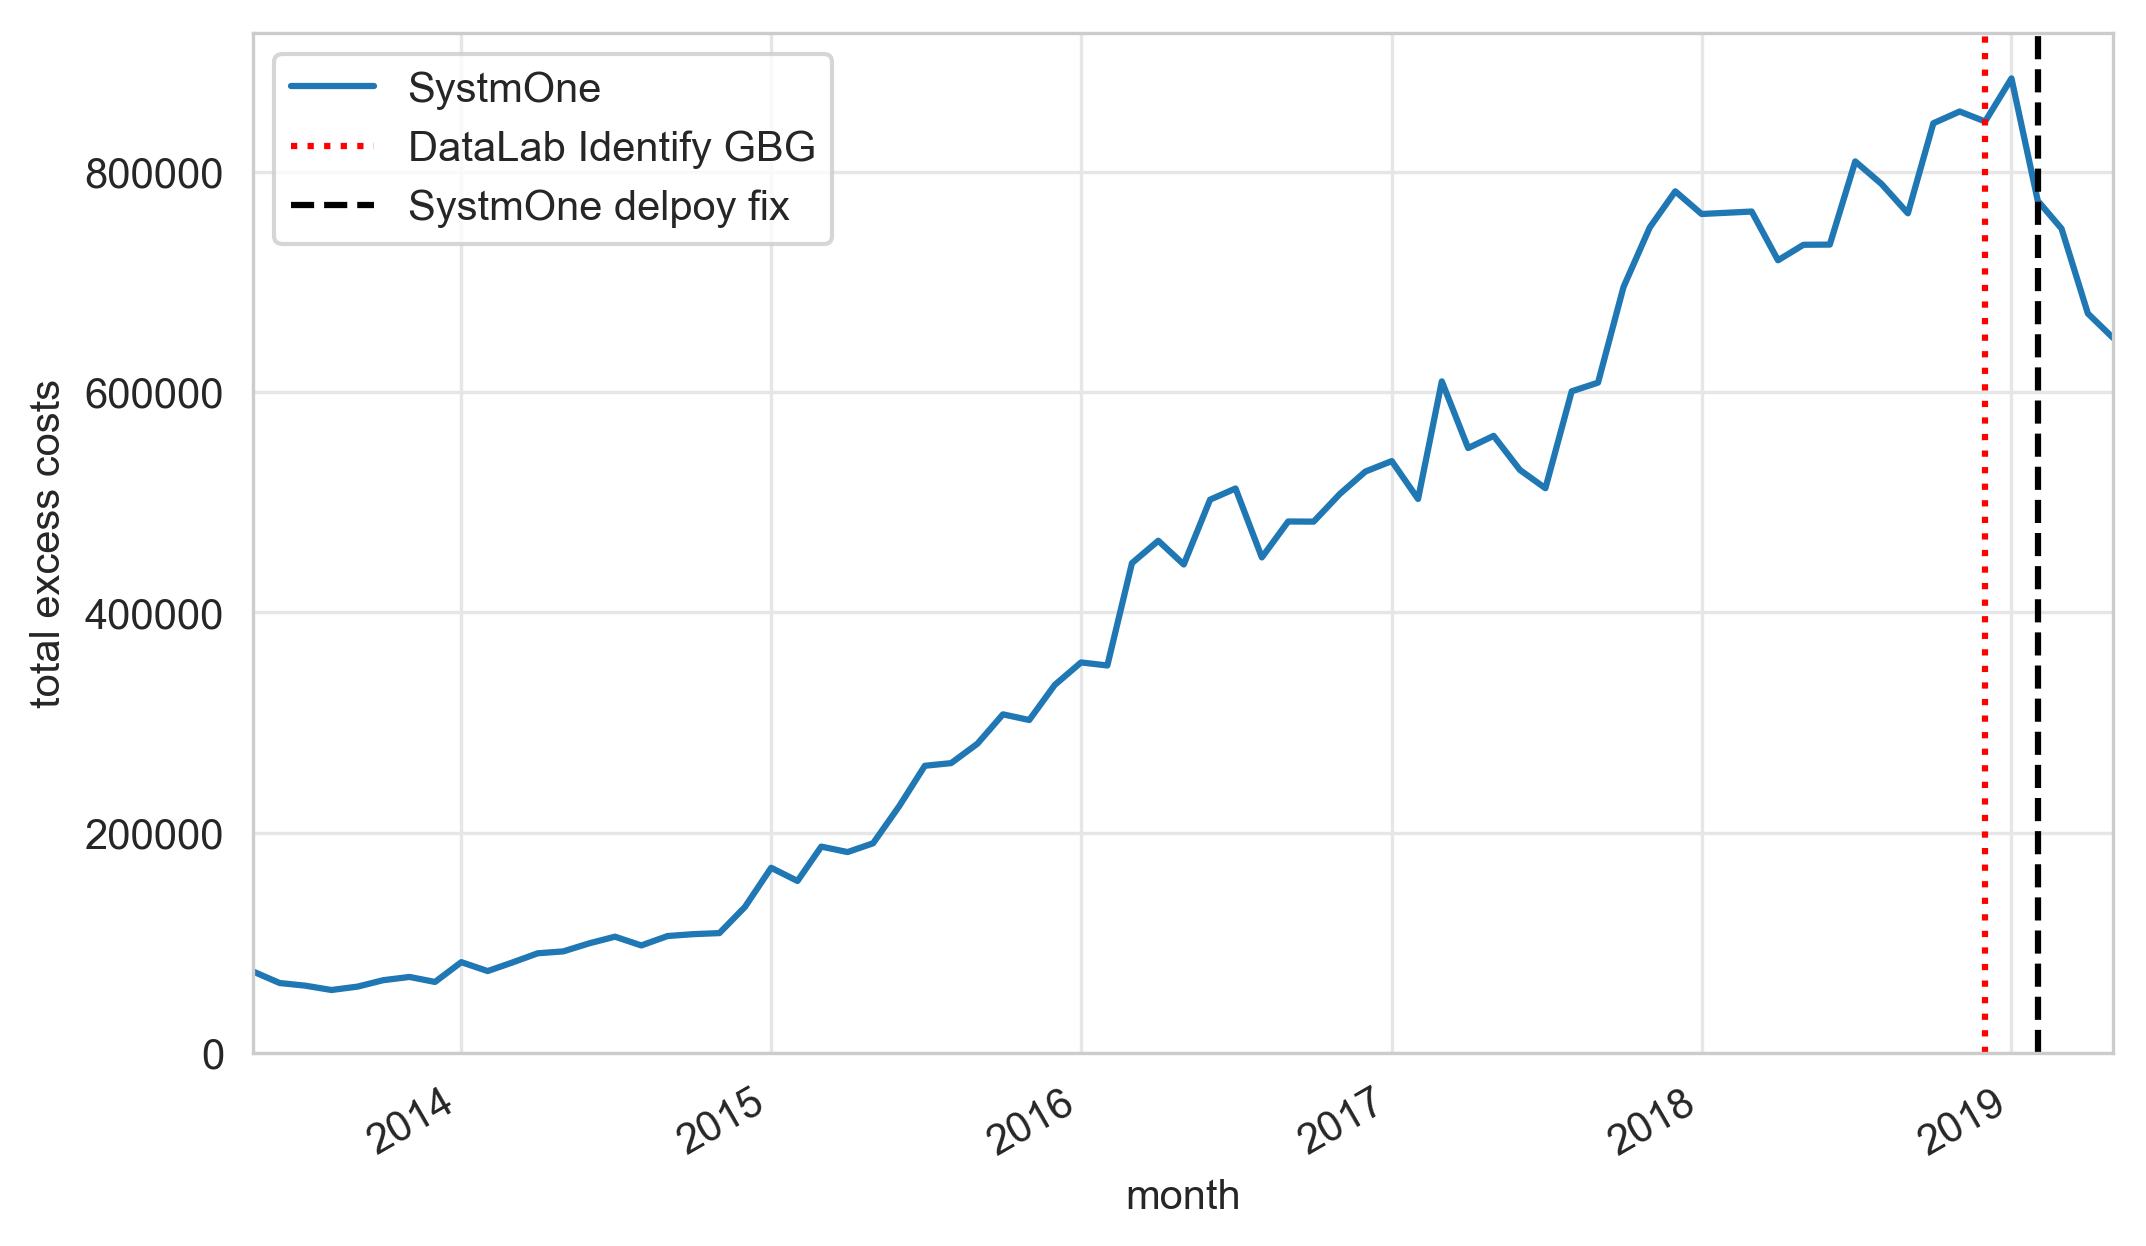 SystmOne
DataLab Identify GBG
SystmOne delpoy fix
total excess costs
800000
600000
400000
200000
0
2014
2015
2016
2017
2018
2019
month